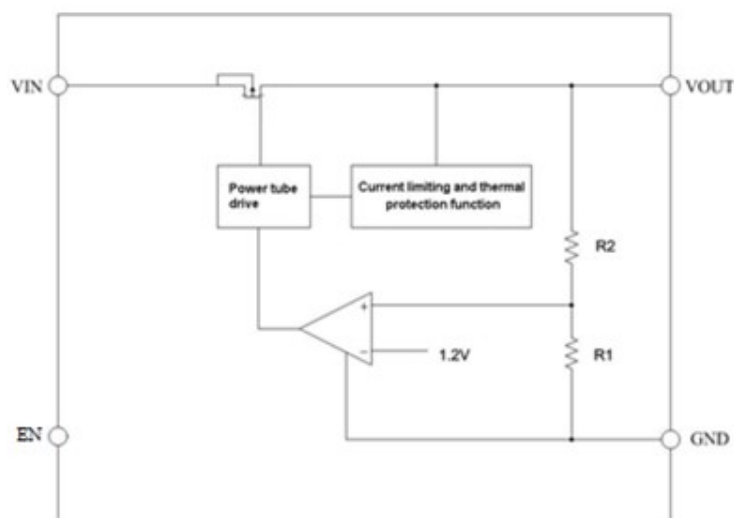 VIN
VOUT
Power tube
drive
Current limiting and thermal
protection function
R2
+
1.2V
−
R1
EN
GND